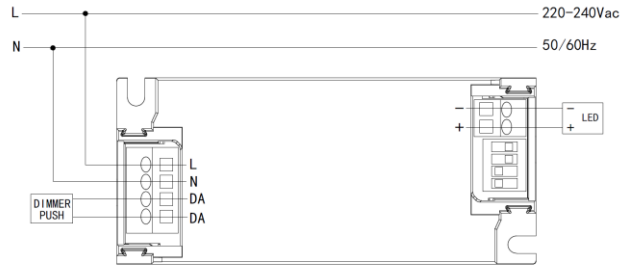 L 220-240Vac
N 50/60Hz
- -
LED
+ +
L
N
DA
DIMMER
PUSH
DA